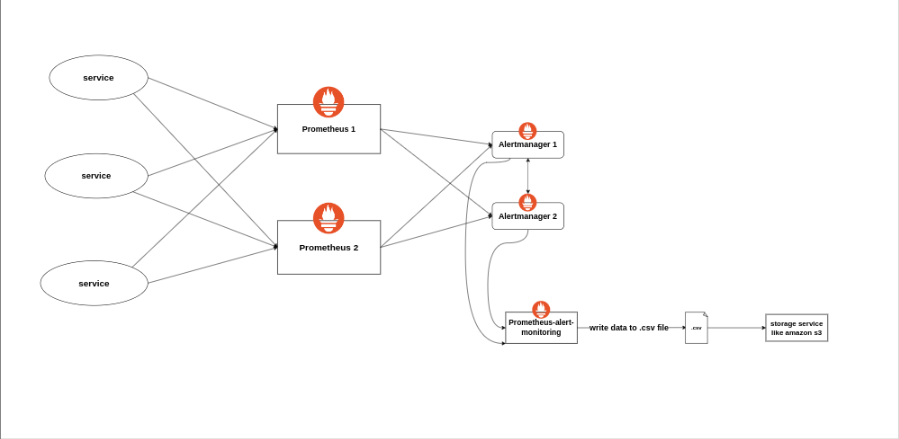 service
service
service
Prometheus 1
Prometheus 2
Alertmanager 1
Alertmanager 2
Prometheus-alert-
monitoring
write data to .csv file
.csv
storage service
like amazon s3